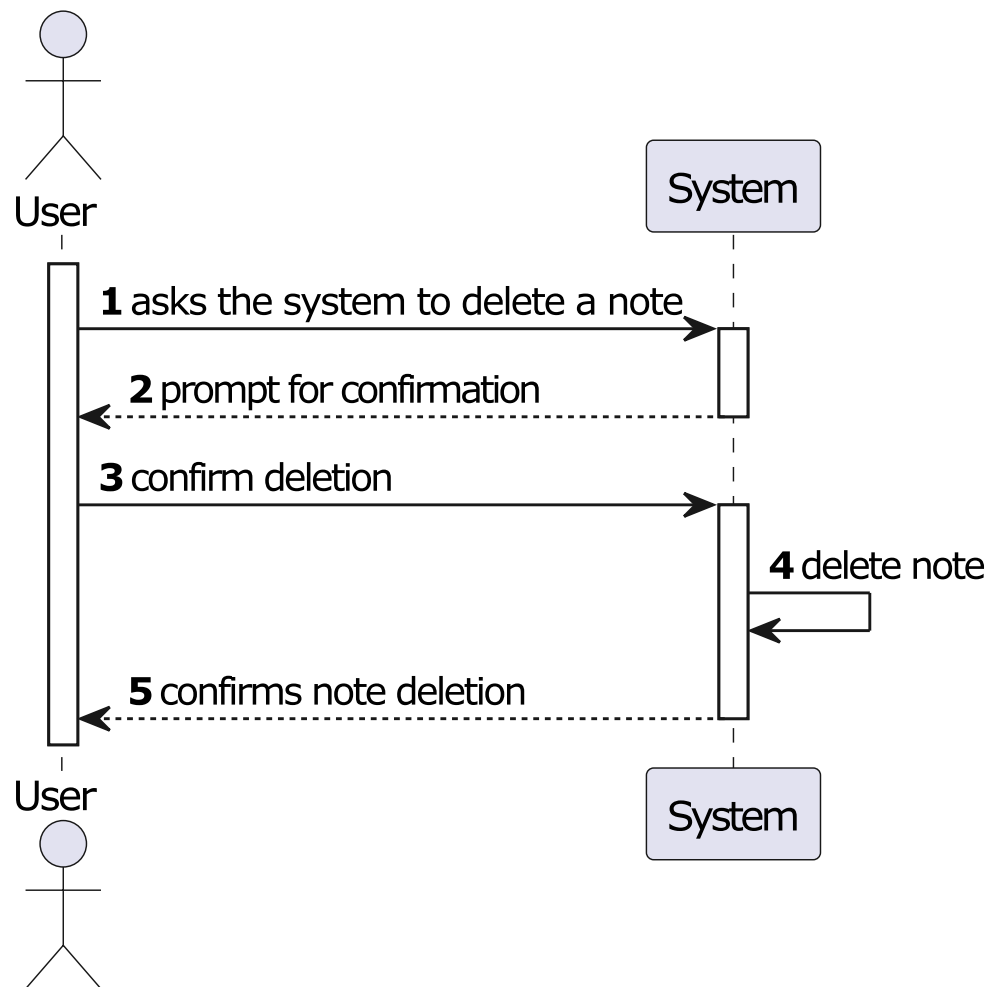 User
System
1 asks the system to delete a note
2 prompt for confirmation
3 confirm deletion
4 delete note
5 confirms note deletion
User
System